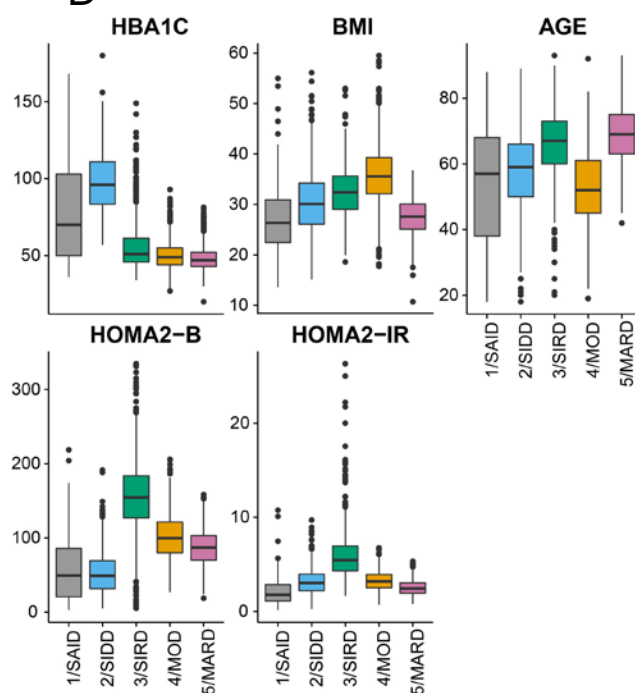 HBA1C BMI AGE
150
100
50
60
50
40
30
20
10
80
60
40
20
1/SAID
2/SIDD
3/SIRD
4/MOD
5/MARD
HOMA2-B HOMA2-IR
300
200
100
0
20
10
0
1/SAID
2/SIDD
3/SIRD
4/MOD
5/MARD
1/SAID
2/SIDD
3/SIRD
4/MOD
5/MARD